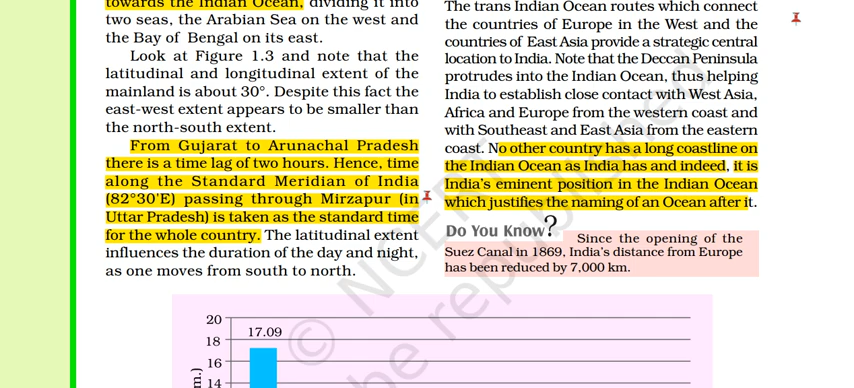 towards the Indian Ocean, dividing it into
two seas, the Arabian Sea on the west and
the Bay of Bengal on its east.
Look at Figure 1.3 and note that the
latitudinal and longitudinal extent of the
mainland is about 30°. Despite this fact the
east-west extent appears to be smaller than
the north-south extent.
From Gujarat to Arunachal Pradesh
there is a time lag of two hours. Hence, time
along the Standard Meridian of India
(82°30'E) passing through Mirzapur (in
Uttar Pradesh) is taken as the standard time
for the whole country. The latitudinal extent
influences the duration of the day and night,
as one moves from south to north.
The trans Indian Ocean routes which connect
the countries of Europe in the West and the
countries of East Asia provide a strategic central
location to India. Note that the Deccan Peninsula
protrudes into the Indian Ocean, thus helping
India to establish close contact with West Asia,
Africa and Europe from the western coast and
with Southeast and East Asia from the eastern
coast. No other country has a long coastline on
the Indian Ocean as India has and indeed, it is
India's eminent position in the Indian Ocean
which justifies the naming of an Ocean after it.
Do You Know?
Since the opening of the
Suez Canal in 1869, India's distance from Europe
has been reduced by 7,000 km.
20
17.09
18
16
14
m.)
© NCERT
be republished